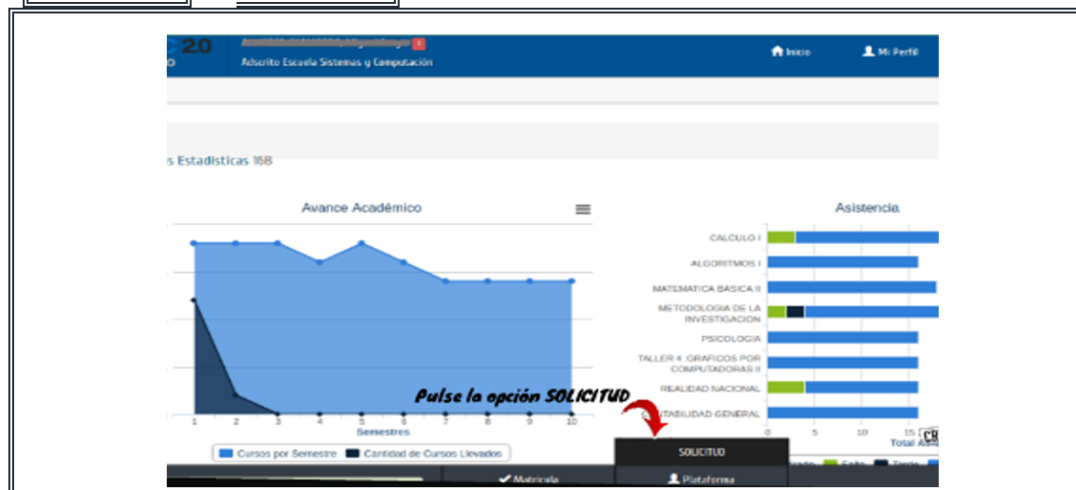 2.0
Adscrito Escuela Sistemas y Computación
Inicio
Mi Perfil
s Estadísticas 168
Avance Académico
1 2 3 4 5 6 7 8 9 10
Semestres
Cursos por Semestre
Cantidad de Cursos Llevados
Asistencia
CALCULO I
ALGORITMOS I
MATEMATICA BASICA II
METODOLOGIA DE LA
INVESTIGACION
PSICOLOGIA
TALLER 4 :GRAFICOS POR
COMPUTADORAS II
REALIDAD NACIONAL
TABILIDAD GENERAL
0 5 10 15
Total
Pulse la opción SOLICITUD
SOLICITUD
Matricula
Plataforma